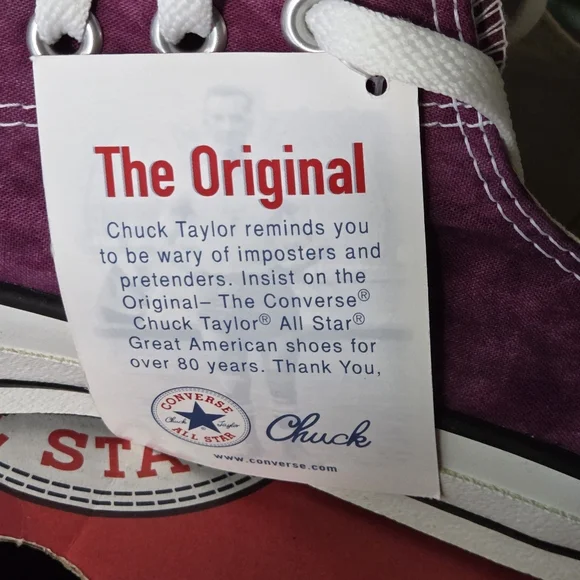 The Original
Chuck Taylor reminds you
to be wary of imposters and
pretenders. Insist on the
Original– The Converse®
Chuck Taylor® All Star®
Great American shoes for
over 80 years. Thank You,
CONVERSE
Chuck Taylor
ALL STAR
Chuck
www.converse.com
STA